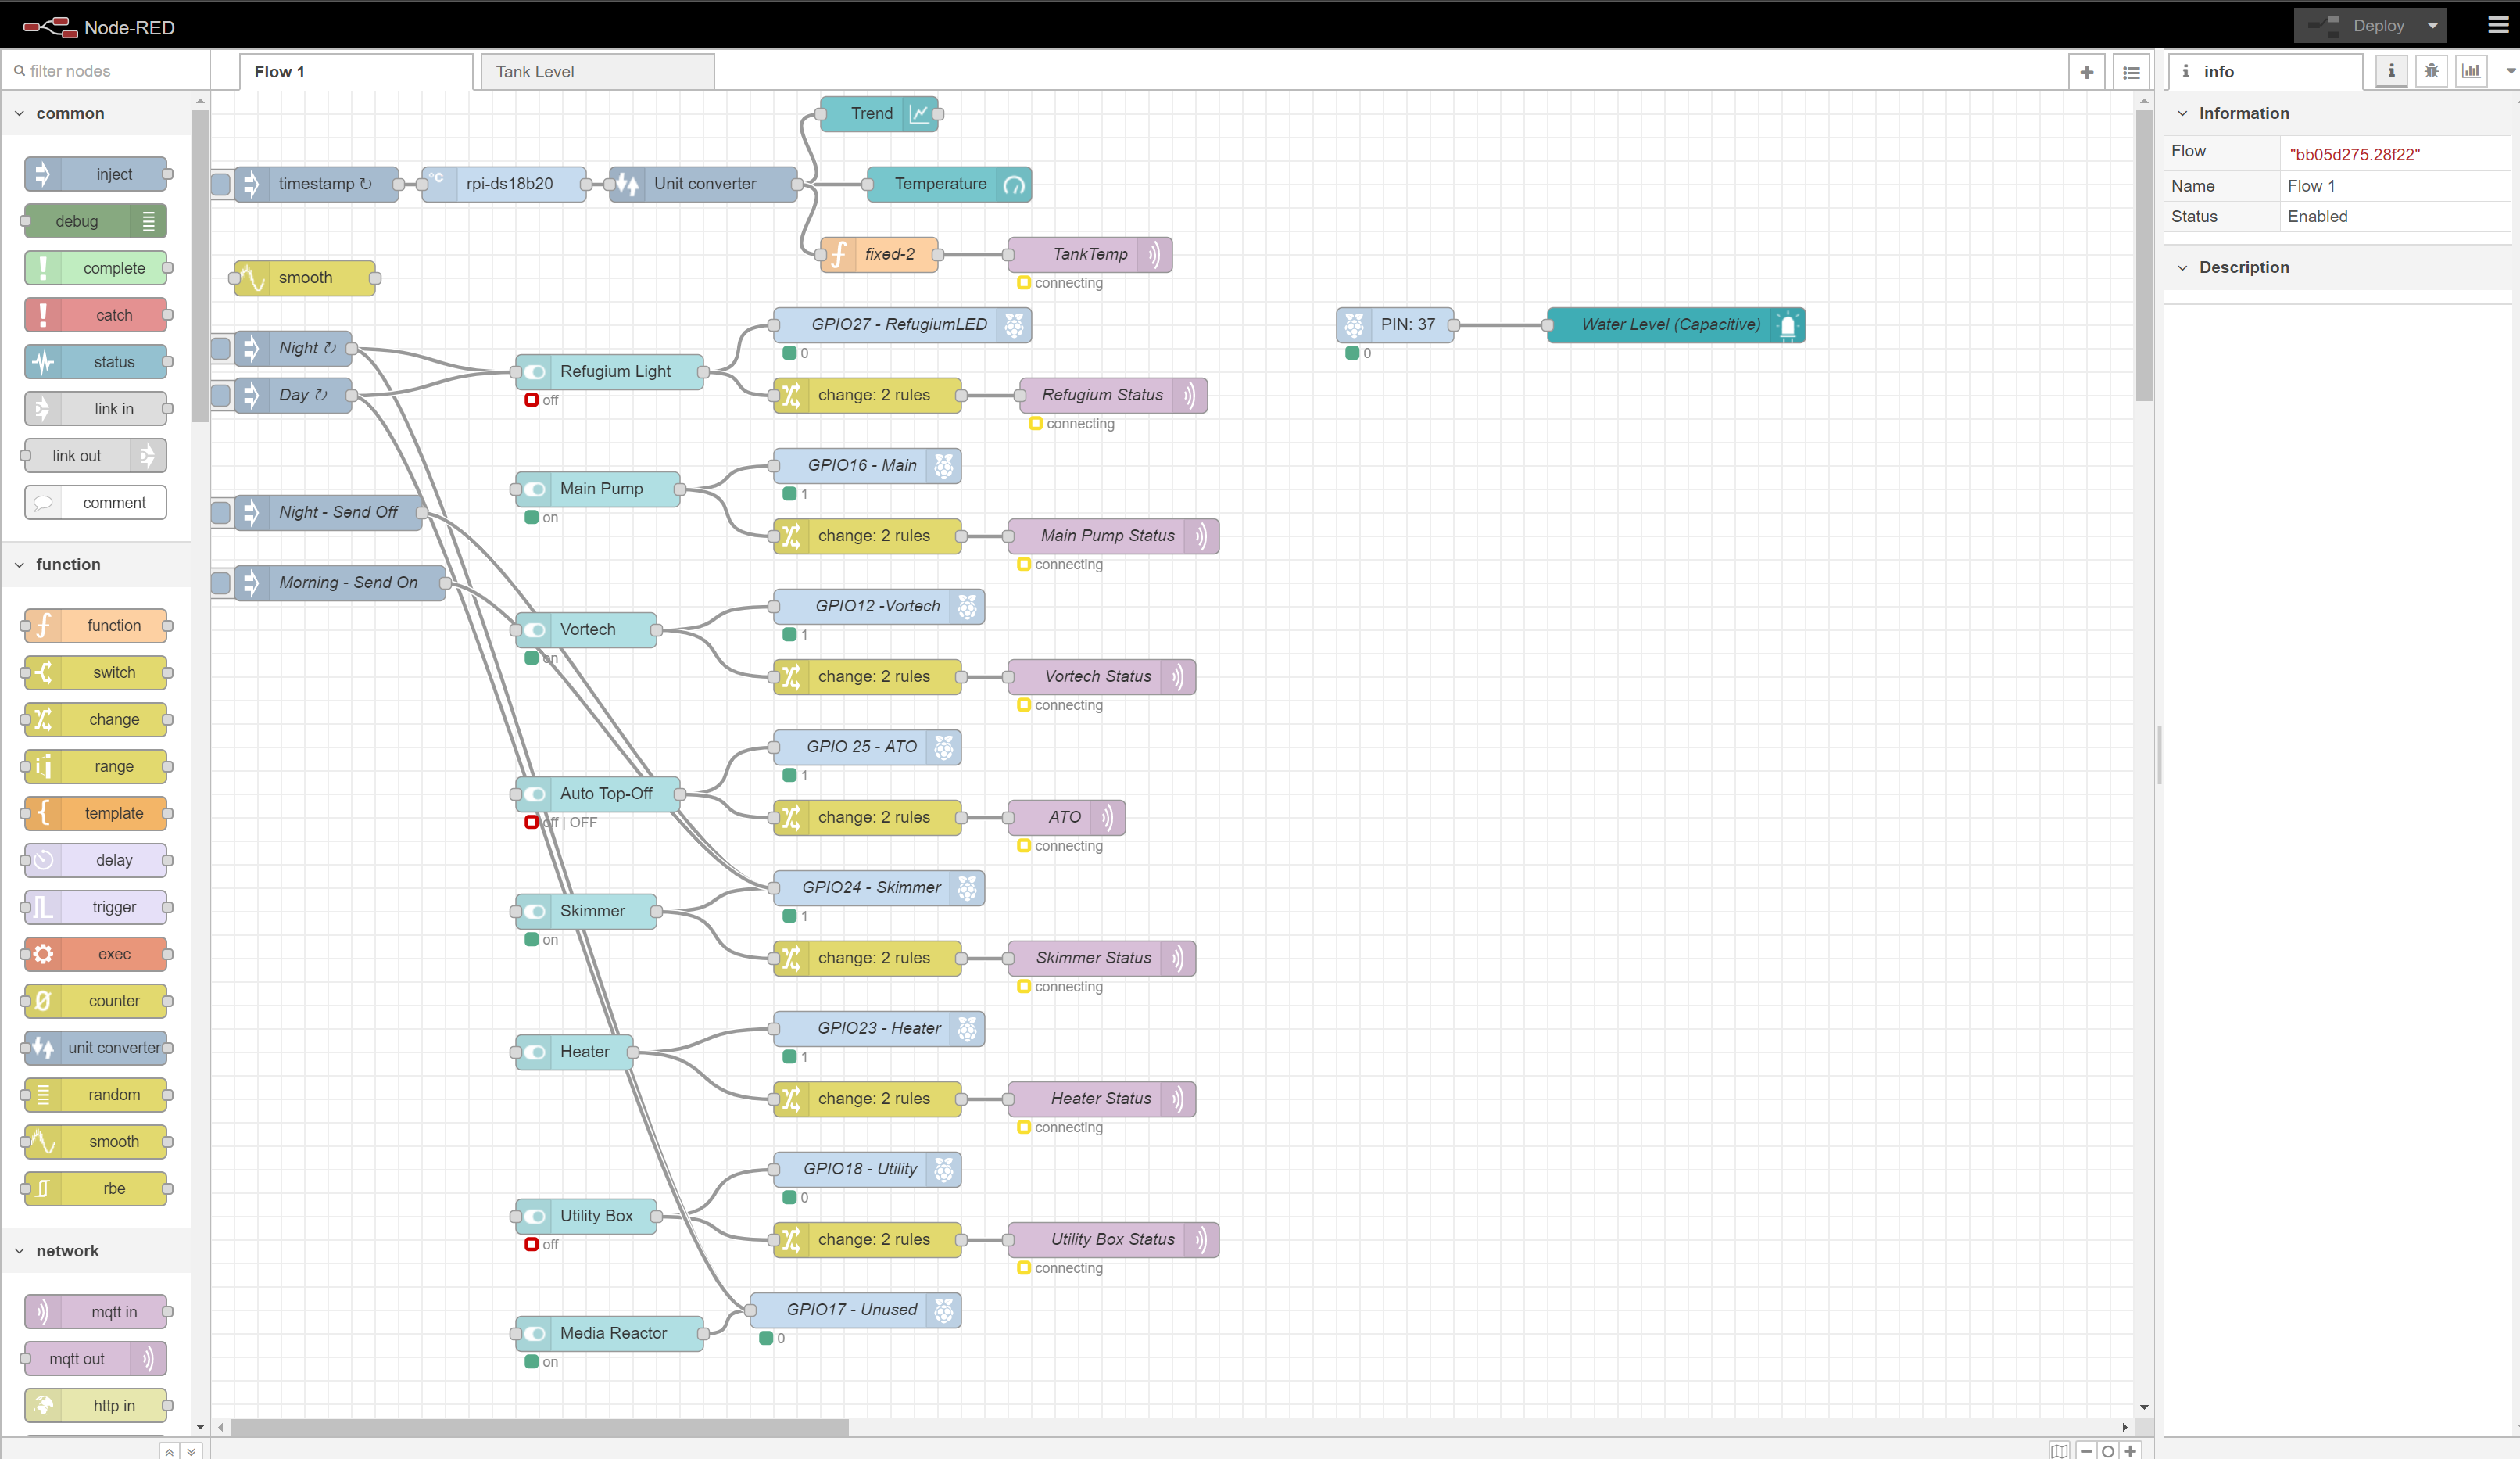 Node-RED
Deploy
filter nodes
Flow 1
Tank Level
info
common
inject
debug
complete
catch
status
link in
link out
comment
function
function
switch
change
range
template
delay
trigger
exec
counter
unit converter
random
smooth
rbe
network
mqtt in
mqtt out
http in
Trend
timestamp ↻
°C
rpi-ds18b20
Unit converter
Temperature
fixed-2
TankTemp
connecting
smooth
Night ↻
Day ↻
Refugium Light
off
GPIO27 - RefugiumLED
0
change: 2 rules
Refugium Status
connecting
PIN: 37
0
Water Level (Capacitive)
Night - Send Off
Morning - Send On
Main Pump
on
GPIO16 - Main
1
change: 2 rules
Main Pump Status
connecting
Vortech
on
GPIO12 -Vortech
1
change: 2 rules
Vortech Status
connecting
Auto Top-Off
off | OFF
GPIO 25 - ATO
1
change: 2 rules
ATO
connecting
Skimmer
on
GPIO24 - Skimmer
1
change: 2 rules
Skimmer Status
connecting
Heater
GPIO23 - Heater
1
change: 2 rules
Heater Status
connecting
Utility Box
off
GPIO18 - Utility
0
change: 2 rules
Utility Box Status
connecting
Media Reactor
on
GPIO17 - Unused
0
Information
Flow "bb05d275.28f22"
Name Flow 1
Status Enabled
Description